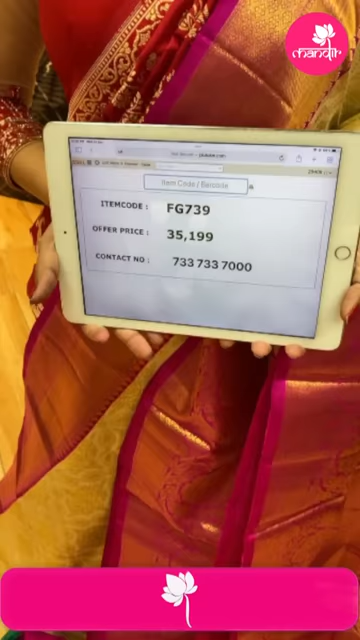 mandir
Item Code / Barcode
ITEMCODE : FG739
OFFER PRICE : 35,199
CONTACT NO : 733 733 7000